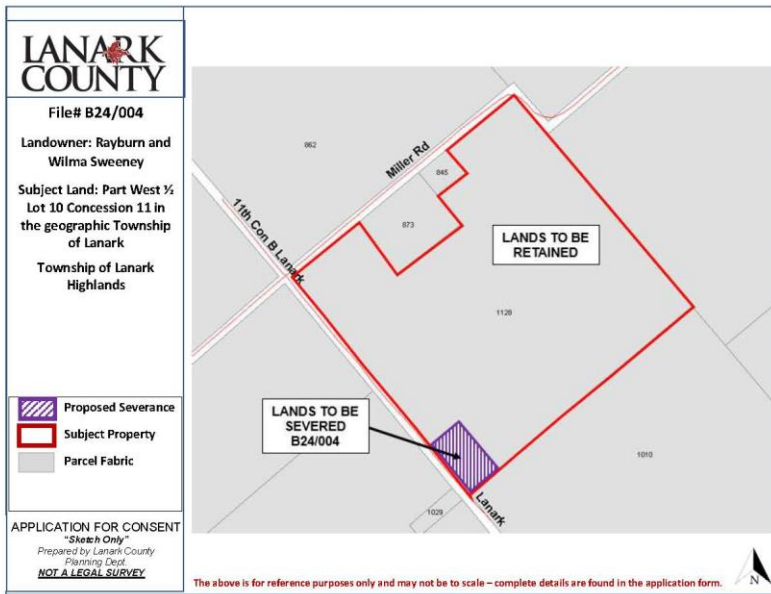 LANARK
COUNTY
File# B24/004
Landowner: Rayburn and
Wilma Sweeney
Subject Land: Part West ½
Lot 10 Concession 11 in
the geographic Township
of Lanark
Township of Lanark
Highlands
Proposed Severance
Subject Property
Parcel Fabric
APPLICATION FOR CONSENT
"Sketch Only"
Prepared by Lanark County
Planning Dept.
NOT A LEGAL SURVEY
862
Miller Rd
845
873
11th Con B Lanark
LANDS TO BE
RETAINED
1128
LANDS TO BE
SEVERED
B24/004
1010
Lanark
1029
The above is for reference purposes only and may not be to scale – complete details are found in the application form.
N